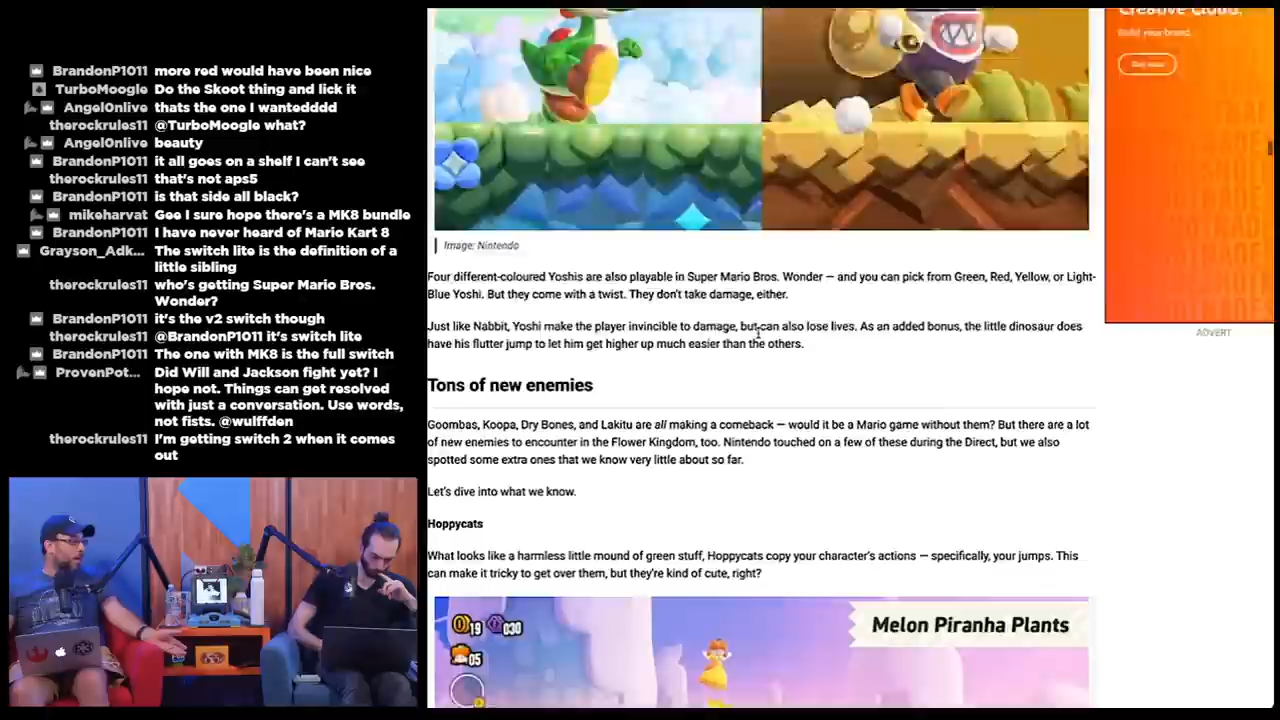 BrandonP1011 more red would have been nice
TurboMoogle Do the Skoot thing and lick it
AngelOnlive thats the one I wantedddd
therockrules11 @TurboMoogle what?
AngelOnlive beauty
BrandonP1011 it all goes on a shelf I can't see
therockrules11 that's not aps5
BrandonP1011 is that side all black?
mikeharvat Gee I sure hope there's a MK8 bundle
BrandonP1011 I have never heard of Mario Kart 8
Grayson_Adk... The switch lite is the definition of a
little sibling
therockrules11 who's getting Super Mario Bros.
Wonder?
BrandonP1011 it's the v2 switch though
therockrules11 @BrandonP1011 it's switch lite
BrandonP1011 The one with MK8 is the full switch
ProvenPot... Did Will and Jackson fight yet? I
hope not. Things can get resolved
with just a conversation. Use words,
not fists. @wulffden
therockrules11 I'm getting switch 2 when it comes
out
Image: Nintendo
Four different-coloured Yoshis are also playable in Super Mario Bros. Wonder — and you can pick from Green, Red, Yellow, or Light-
Blue Yoshi. But they come with a twist. They don't take damage, either.
Just like Nabbit, Yoshi make the player invincible to damage, but can also lose lives. As an added bonus, the little dinosaur does
have his flutter jump to let him get higher up much easier than the others.
Tons of new enemies
Goombas, Koopa, Dry Bones, and Lakitu are all making a comeback — would it be a Mario game without them? But there are a lot
of new enemies to encounter in the Flower Kingdom, too. Nintendo touched on a few of these during the Direct, but we also
spotted some extra ones that we know very little about so far.
Let's dive into what we know.
Hoppycats
What looks like a harmless little mound of green stuff, Hoppycats copy your character's actions — specifically, your jumps. This
can make it tricky to get over them, but they're kind of cute, right?
19 030
05
Melon Piranha Plants
Creative Cloud.
Build your brand.
Buy now
ADVERT